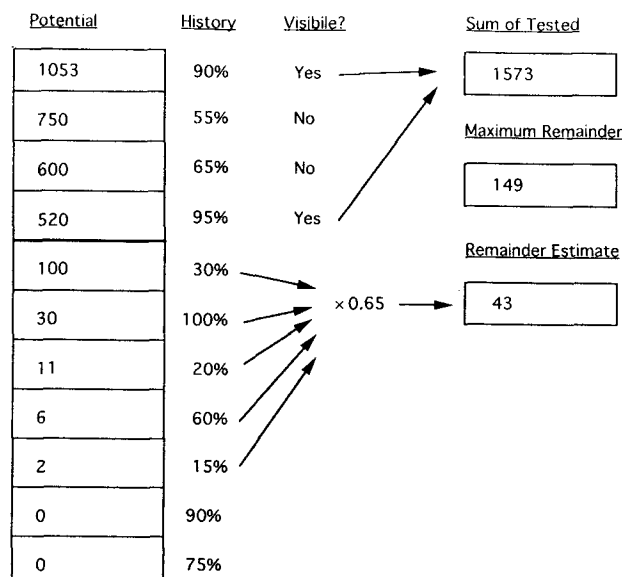 Potential History Visibile? Sum of Tested
1053 90% Yes 1573
750 55% No
Maximum Remainder
600 65% No
149
520 95% Yes
Remainder Estimate
100 30%
30 100% × 0.65 43
11 20%
6 60%
2 15%
0 90%
0 75%